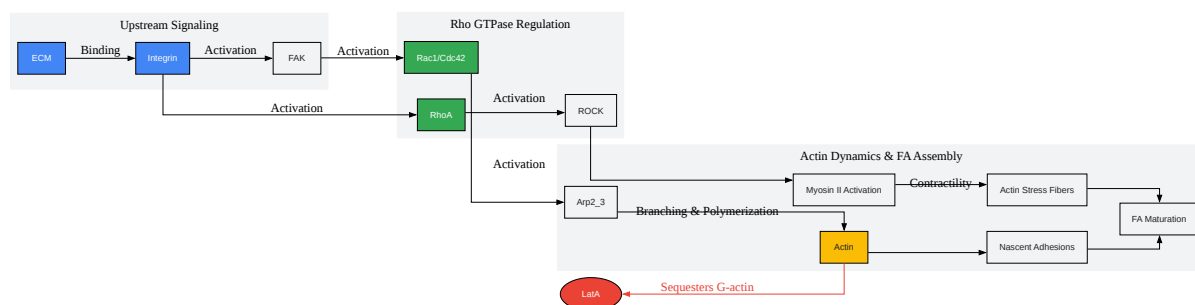 Upstream Signaling
ECM
Binding
Integrin
Activation
FAK
Activation
Rho GTPase Regulation
Rac1/Cdc42
Activation
RhoA
Activation
ROCK
Activation
Actin Dynamics & FA Assembly
Myosin II Activation
Contractility
Actin Stress Fibers
Arp2_3
Branching & Polymerization
FA Maturation
Actin
Nascent Adhesions
LatA
Sequesters G-actin